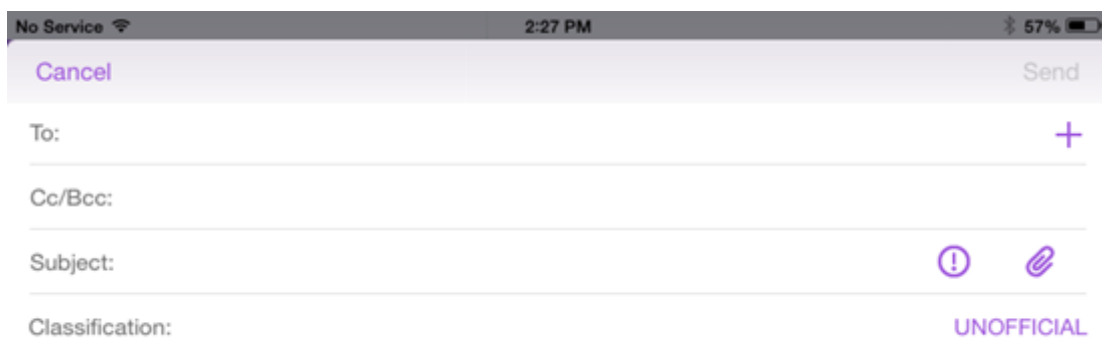 No Service 2:27 PM 57%
Cancel Send
To:
Cc/Bcc:
Subject:
Classification: UNOFFICIAL